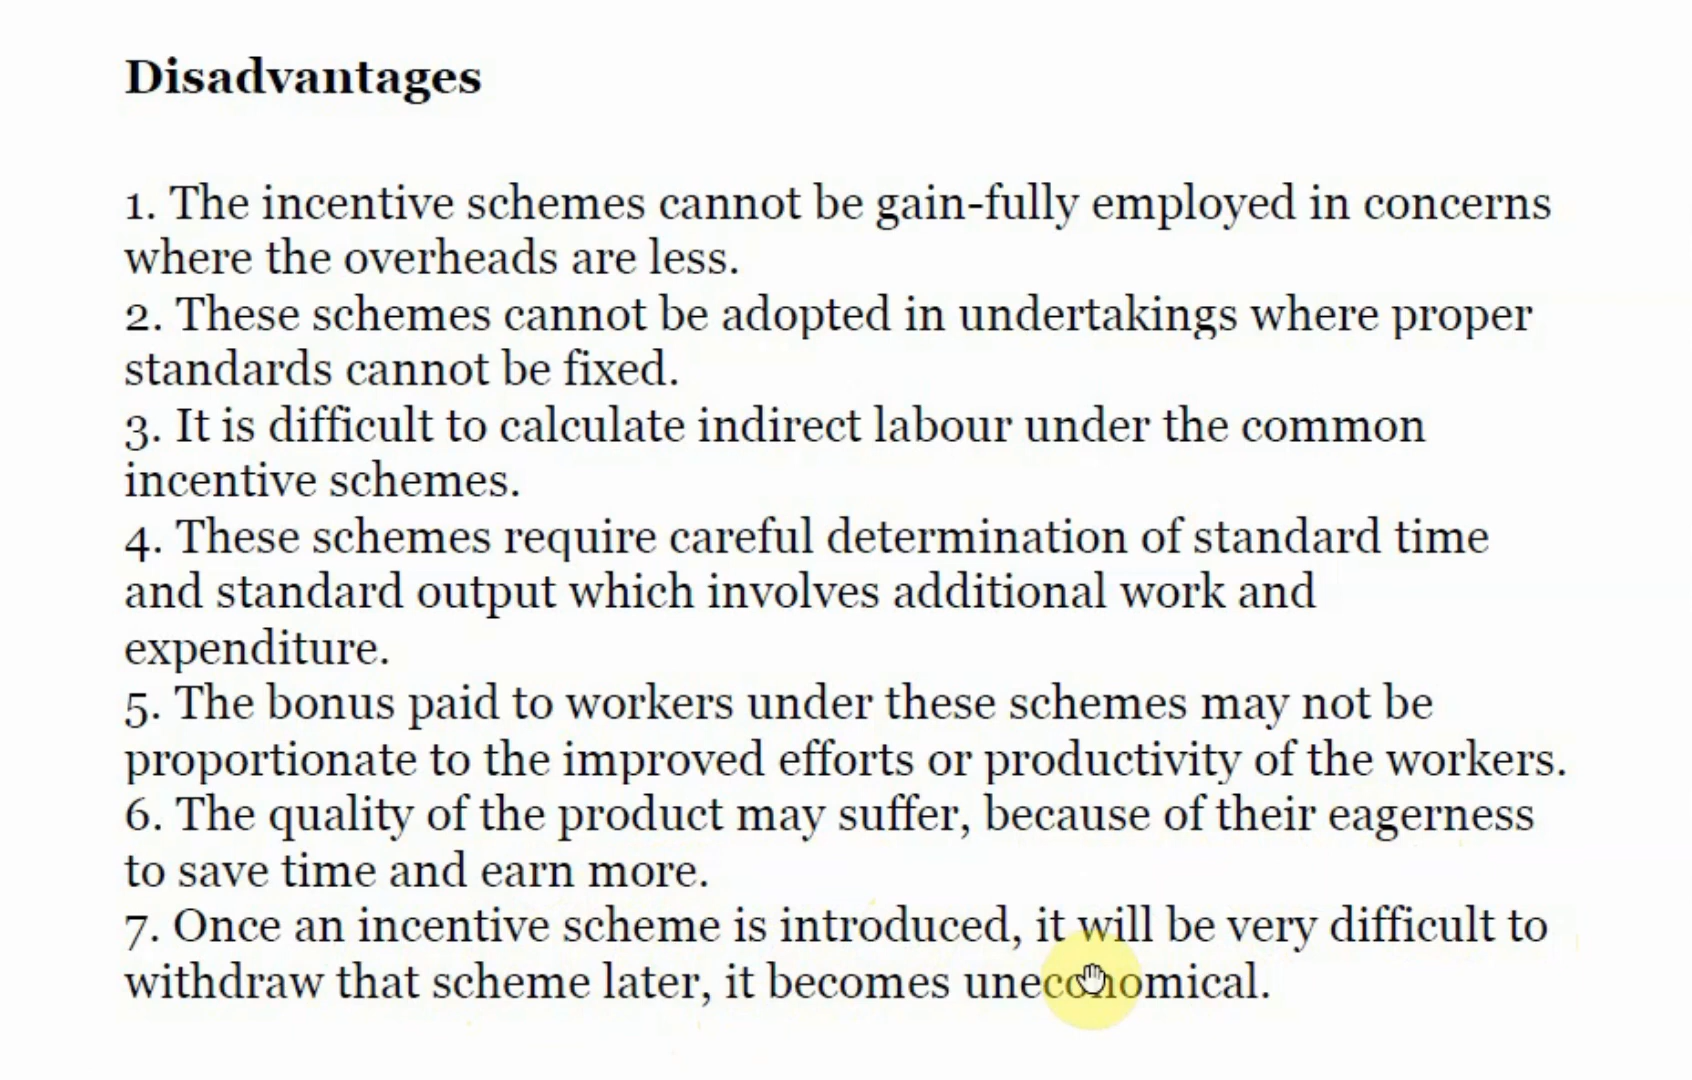 Disadvantages
1. The incentive schemes cannot be gain-fully employed in concerns
where the overheads are less.
2. These schemes cannot be adopted in undertakings where proper
standards cannot be fixed.
3. It is difficult to calculate indirect labour under the common
incentive schemes.
4. These schemes require careful determination of standard time
and standard output which involves additional work and
expenditure.
5. The bonus paid to workers under these schemes may not be
proportionate to the improved efforts or productivity of the workers.
6. The quality of the product may suffer, because of their eagerness
to save time and earn more.
7. Once an incentive scheme is introduced, it will be very difficult to
withdraw that scheme later, it becomes uneconomical.